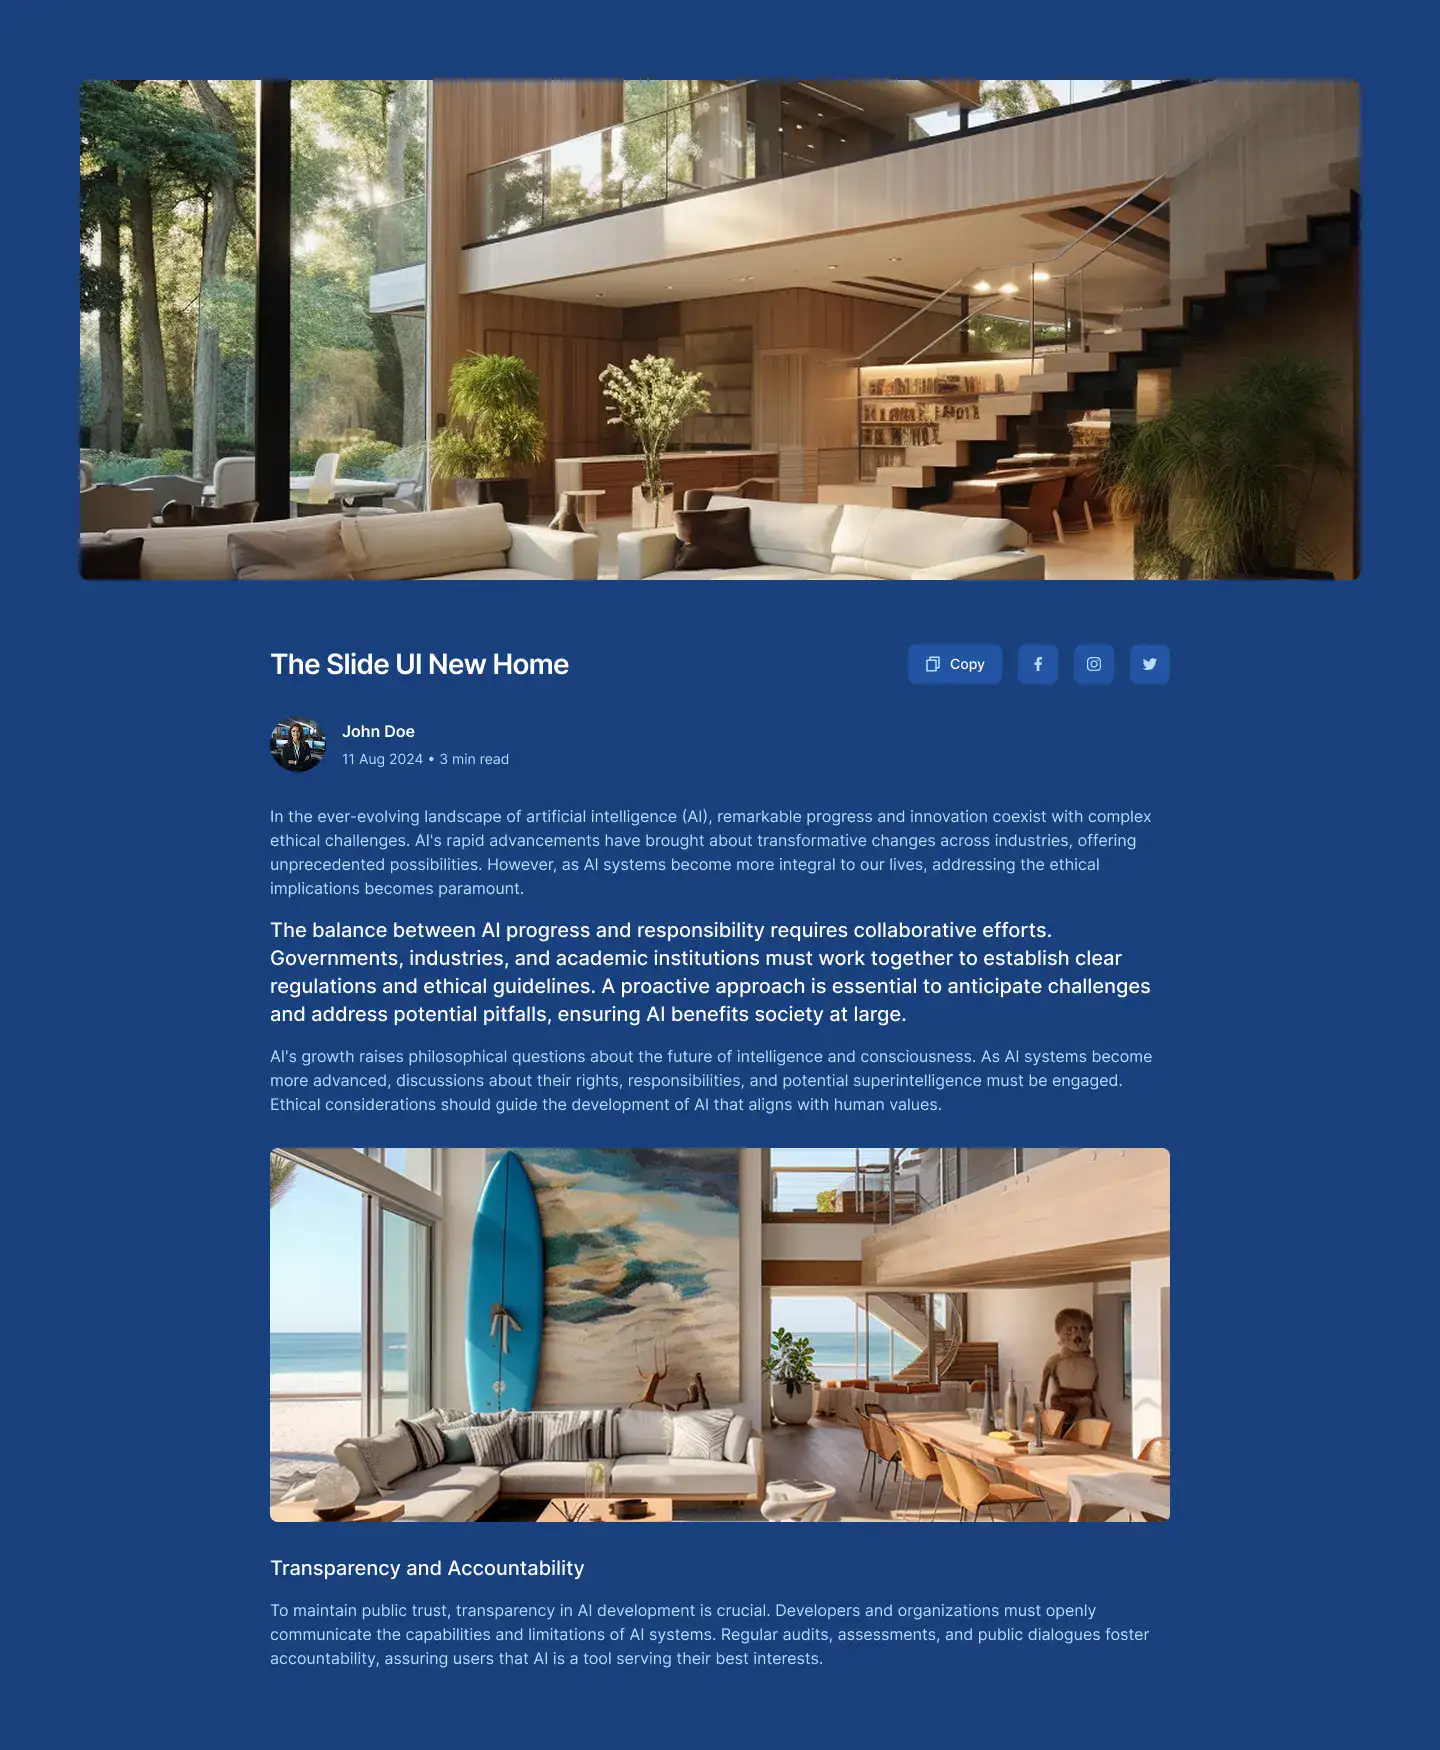 The Slide UI New Home
Copy
John Doe
11 Aug 2024 • 3 min read
In the ever-evolving landscape of artificial intelligence (AI), remarkable progress and innovation coexist with complex
ethical challenges. AI's rapid advancements have brought about transformative changes across industries, offering
unprecedented possibilities. However, as AI systems become more integral to our lives, addressing the ethical
implications becomes paramount.
The balance between AI progress and responsibility requires collaborative efforts.
Governments, industries, and academic institutions must work together to establish clear
regulations and ethical guidelines. A proactive approach is essential to anticipate challenges
and address potential pitfalls, ensuring AI benefits society at large.
AI's growth raises philosophical questions about the future of intelligence and consciousness. As AI systems become
more advanced, discussions about their rights, responsibilities, and potential superintelligence must be engaged.
Ethical considerations should guide the development of AI that aligns with human values.
Transparency and Accountability
To maintain public trust, transparency in AI development is crucial. Developers and organizations must openly
communicate the capabilities and limitations of AI systems. Regular audits, assessments, and public dialogues foster
accountability, assuring users that AI is a tool serving their best interests.